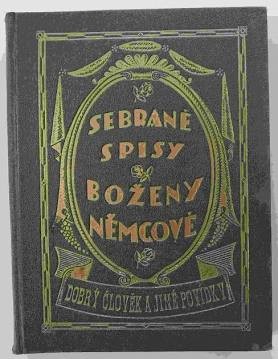 SEBRANÉ
SPISY
BOŽENY
NĚMCOVÉ
DOBRÝ ČLOVĚK A JINÉ POVÍDKY